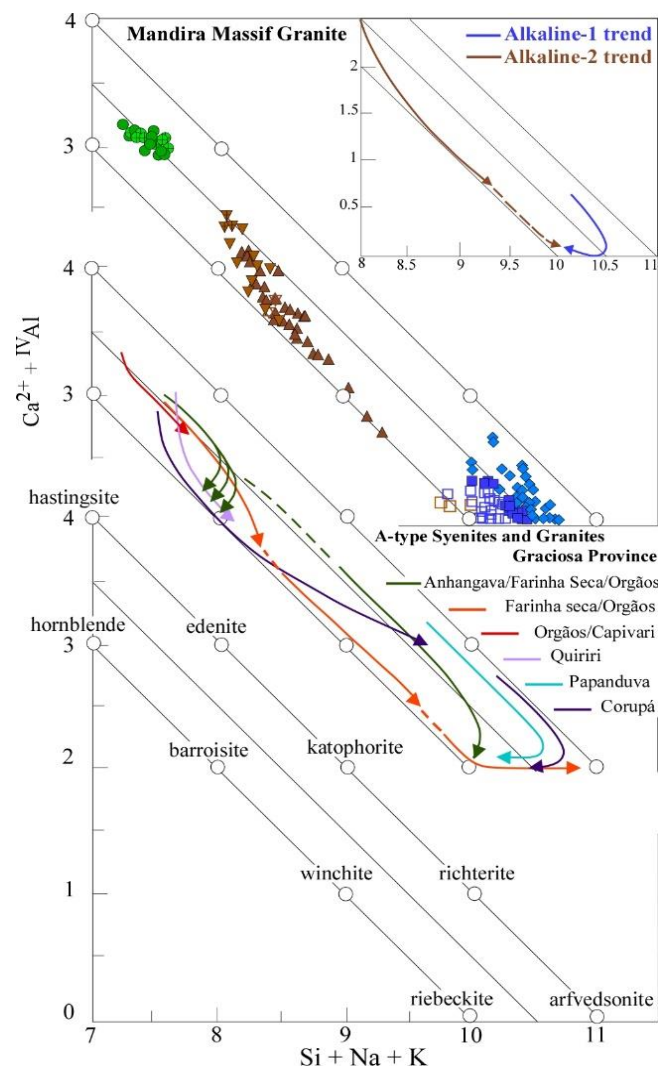 4
Mandira Massif Granite
Alkaline-1 trend
Alkaline-2 trend
2
1.5
1
0.5
8
8.5
9
9.5
10
10.5
11
3
4
3
Ca2+ + IVAl
hastingsite
4
A-type Syenites and Granites
Graciosa Province
Anhangava/Farinha Seca/Orgãos
Farinha seca/Orgãos
Orgãos/Capivari
Quiriri
Papanduva
Corupá
hornblende
edenite
3
barroisite
katophorite
2
winchite
richterite
1
riebeckite
arfvedsonite
0
7
8
9
10
11
Si + Na + K